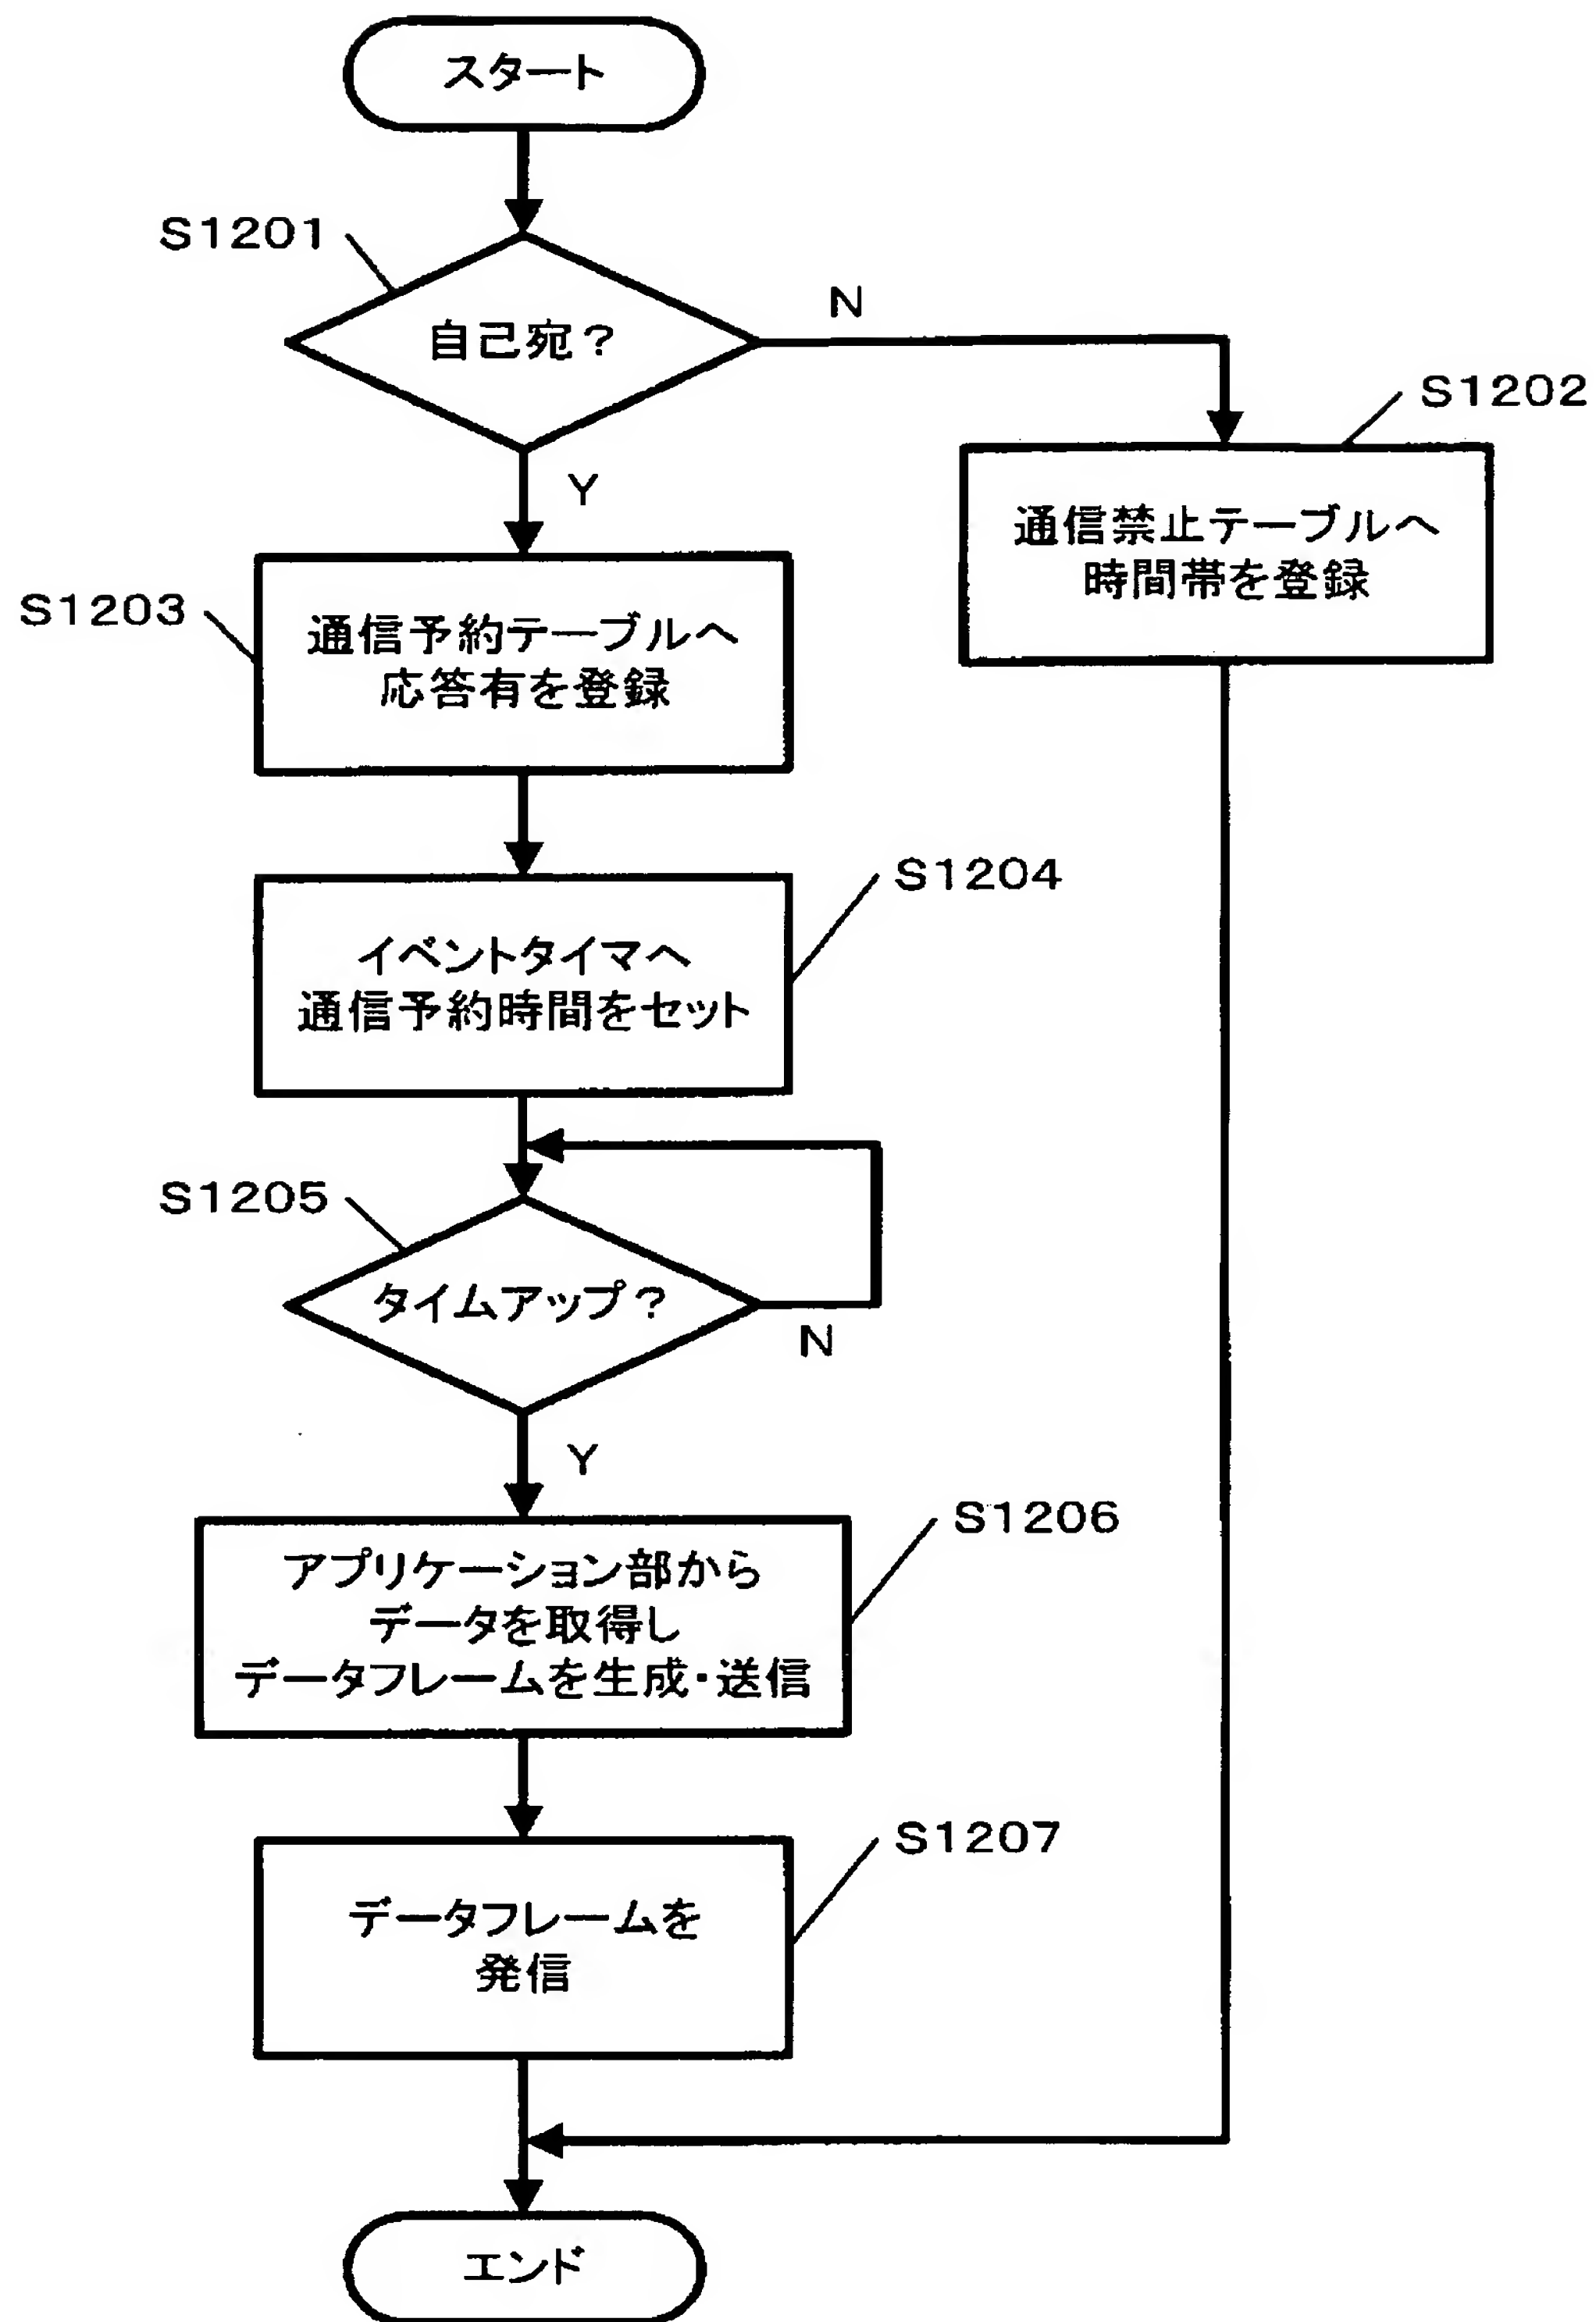 スタート
S1201
自己宛?
N
Y
S1202
通信禁止テーブルへ
時間帯を登録
S1203
通信予約テーブルへ
応答有を登録
S1204
イベントタイマへ
通信予約時間をセット
S1205
タイムアップ?
N
Y
S1206
アプリケーション部から
データを取得し
データフレームを生成・送信
S1207
データフレームを
発信
エンド